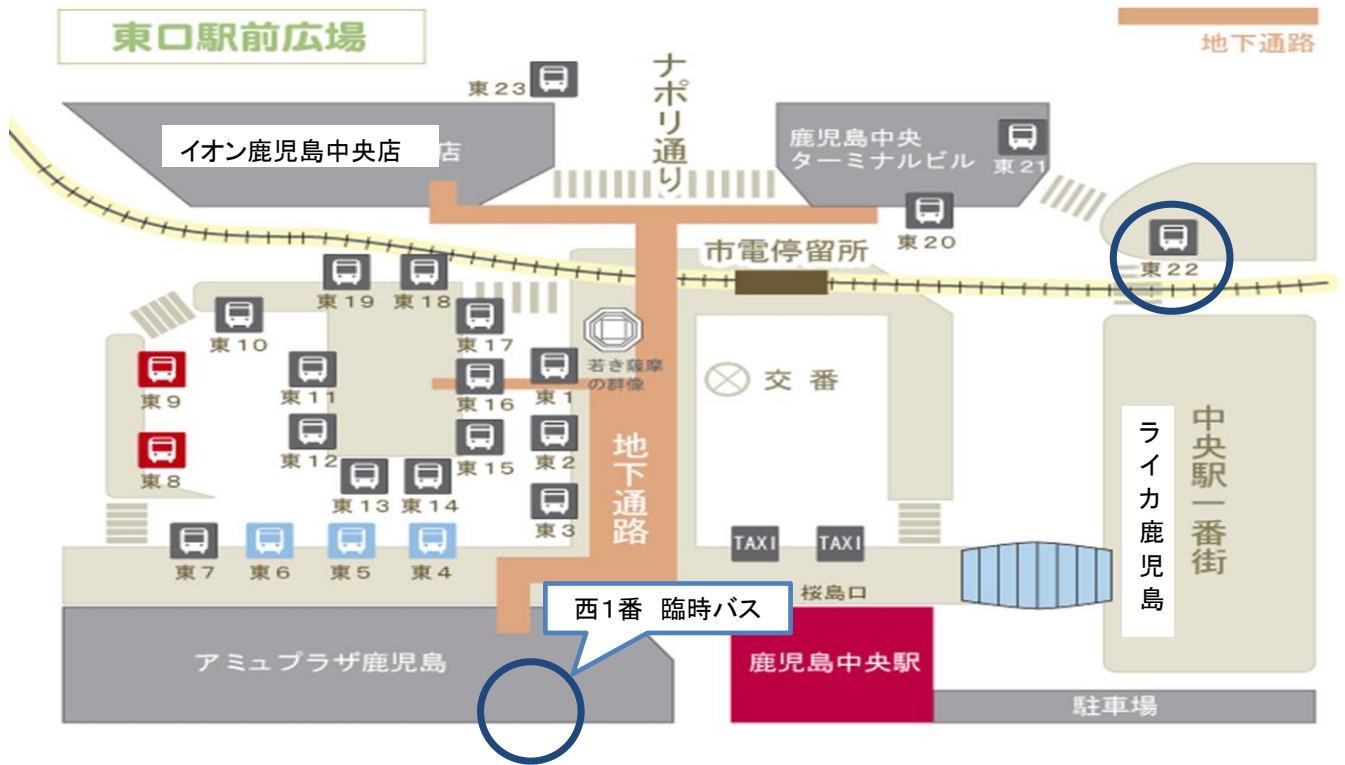 東口駅前広場
地下通路
東23
ナポリ通り
イオン鹿児島中央店
店
鹿児島中央
ターミナルビル
東21
東20
東22
市電停留所
東19
東18
東10
東17
若き薩摩
の群像
東9
東11
東16
東1
交番
東8
東12
東15
東2
地下通路
東13
東14
東3
ライカ鹿児島
中央駅一番街
TAXI
TAXI
東7
東6
東5
東4
桜島口
西1番 臨時バス
アミュプラザ鹿児島
鹿児島中央駅
駐車場